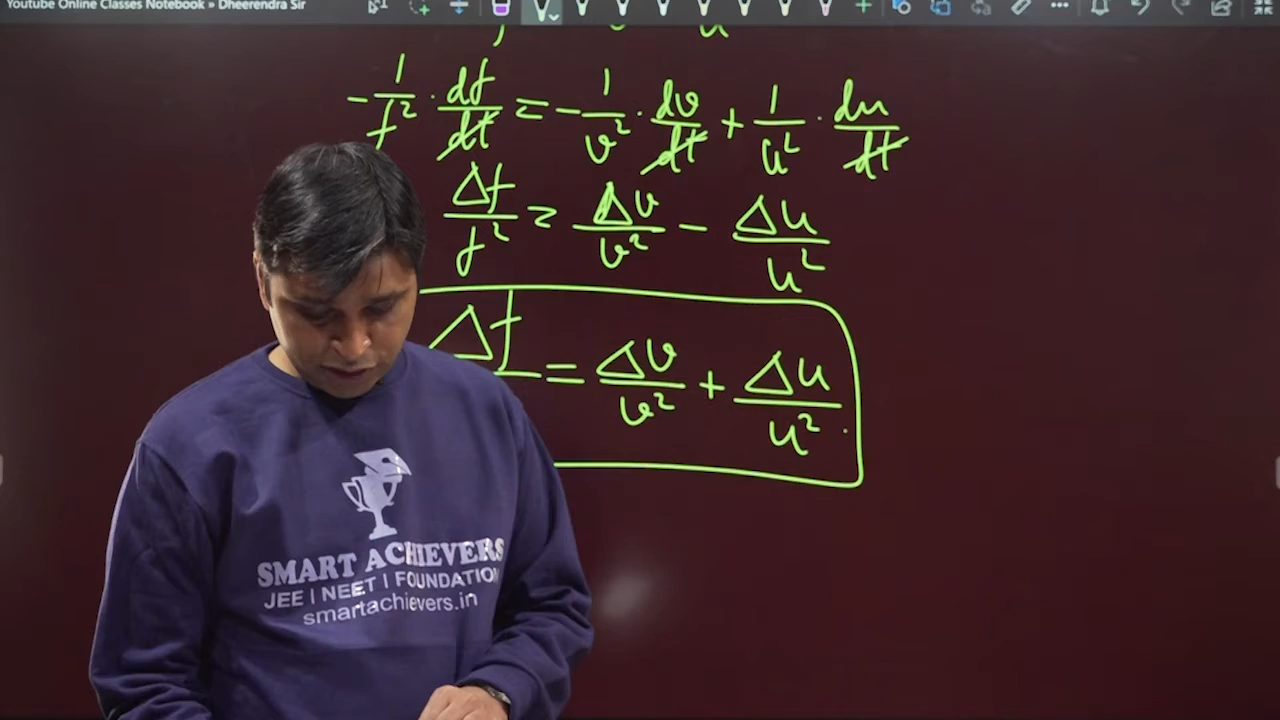 Youtube Online Classes Notebook » Dheerendra Sir
-1/f² · df/dt = -1/v² · dv/dt + 1/u² · du/dt
Δf/f² = Δv/v² - Δu/u²
Δf = Δv/v² + Δu/u²
SMART ACHIEVERS
JEE | NEET | FOUNDATION
smartachievers.in